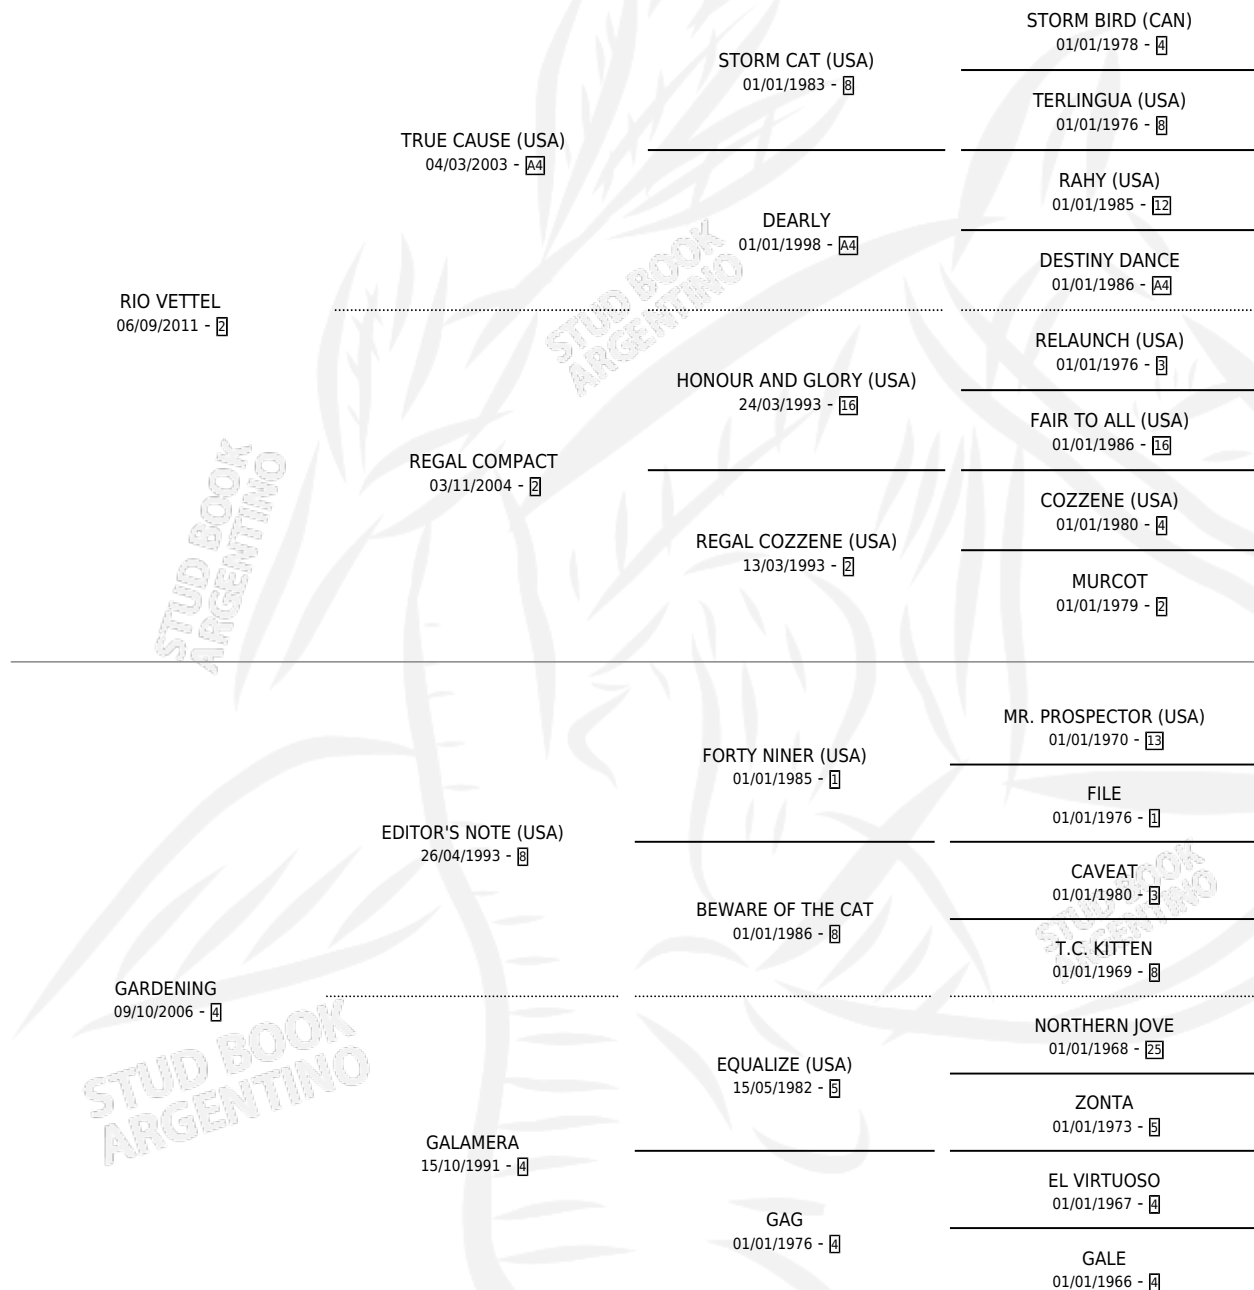 STORM BIRD (CAN)
01/01/1978 - 4
STORM CAT (USA)
01/01/1983 - 8
TERLINGUA (USA)
01/01/1976 - 8
TRUE CAUSE (USA)
04/03/2003 - A4
RAHY (USA)
01/01/1985 - 12
DEARLY
01/01/1998 - A4
DESTINY DANCE
01/01/1986 - A4
RIO VETTEL
06/09/2011 - 2
RELAUNCH (USA)
01/01/1976 - 3
HONOUR AND GLORY (USA)
24/03/1993 - 16
FAIR TO ALL (USA)
01/01/1986 - 16
REGAL COMPACT
03/11/2004 - 2
COZZENE (USA)
01/01/1980 - 4
REGAL COZZENE (USA)
13/03/1993 - 2
MURCOT
01/01/1979 - 2
MR. PROSPECTOR (USA)
01/01/1970 - 13
FORTY NINER (USA)
01/01/1985 - 1
FILE
01/01/1976 - 1
EDITOR'S NOTE (USA)
26/04/1993 - 8
CAVEAT
01/01/1980 - 3
BEWARE OF THE CAT
01/01/1986 - 8
T.C. KITTEN
01/01/1969 - 8
GARDENING
09/10/2006 - 4
NORTHERN JOVE
01/01/1968 - 25
EQUALIZE (USA)
15/05/1982 - 5
ZONTA
01/01/1973 - 5
GALAMERA
15/10/1991 - 4
EL VIRTUOSO
01/01/1967 - 4
GAG
01/01/1976 - 4
GALE
01/01/1966 - 4
STUD BOOK
ARGENTINO
STUD BOOK
ARGENTINO
STUD BOOK
ARGENTINO
STUD BOOK
ARGENTINO